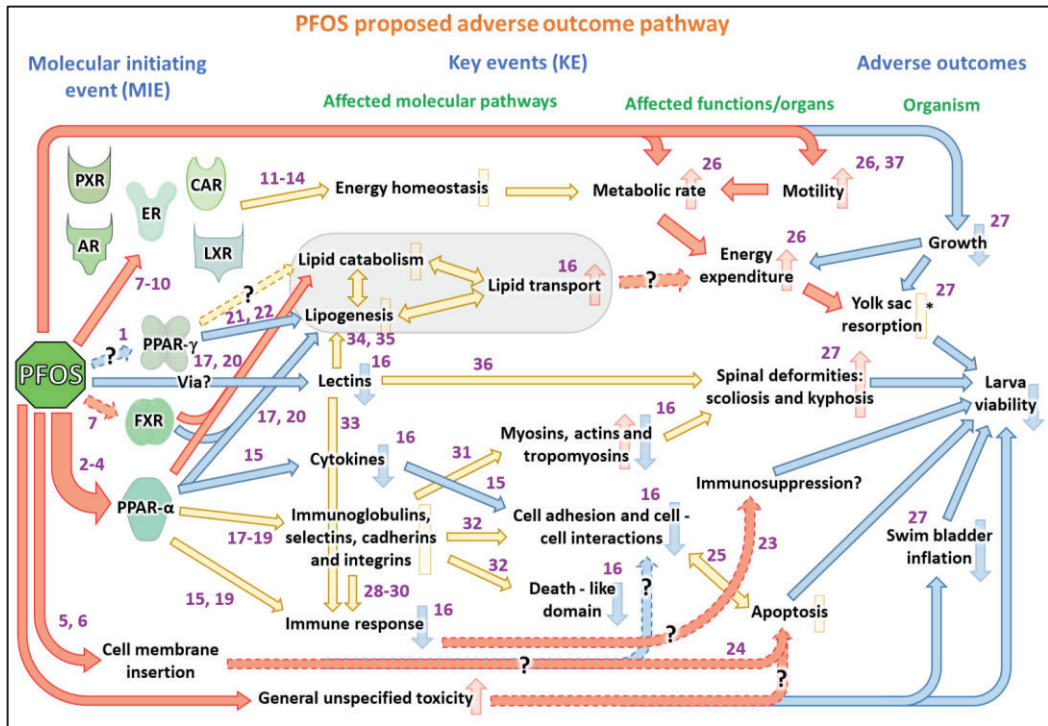 PFOS proposed adverse outcome pathway
Molecular initiating
event (MIE)
Key events (KE)
Adverse outcomes
Affected molecular pathways
Affected functions/organs
Organism
PXR
CAR
ER
AR
LXR
11-14
Energy homeostasis
Metabolic rate
26
Motility
26, 37
7-10
Lipid catabolism
Lipogenesis
Lipid transport
16
?
Energy
expenditure
26
Growth
27
Yolk sac
resorption
*
27
?
21, 22
1
?
PPAR-γ
17, 20
34, 35
PFOS
Via?
Lectins
16
36
Spinal deformities:
scoliosis and kyphosis
27
Larva
viability
7
FXR
17, 20
33
2-4
15
Cytokines
16
31
Myosins, actins and
tropomyosins
16
15
PPAR-α
Immunosuppression?
17-19
Immunoglobulins,
selectins, cadherins
and integrins
32
Cell adhesion and cell -
cell interactions
16
23
27
Swim bladder
inflation
32
25
15, 19
28-30
Death - like
domain
16
?
Apoptosis
Immune response
16
?
5, 6
Cell membrane
insertion
?
24
?
General unspecified toxicity